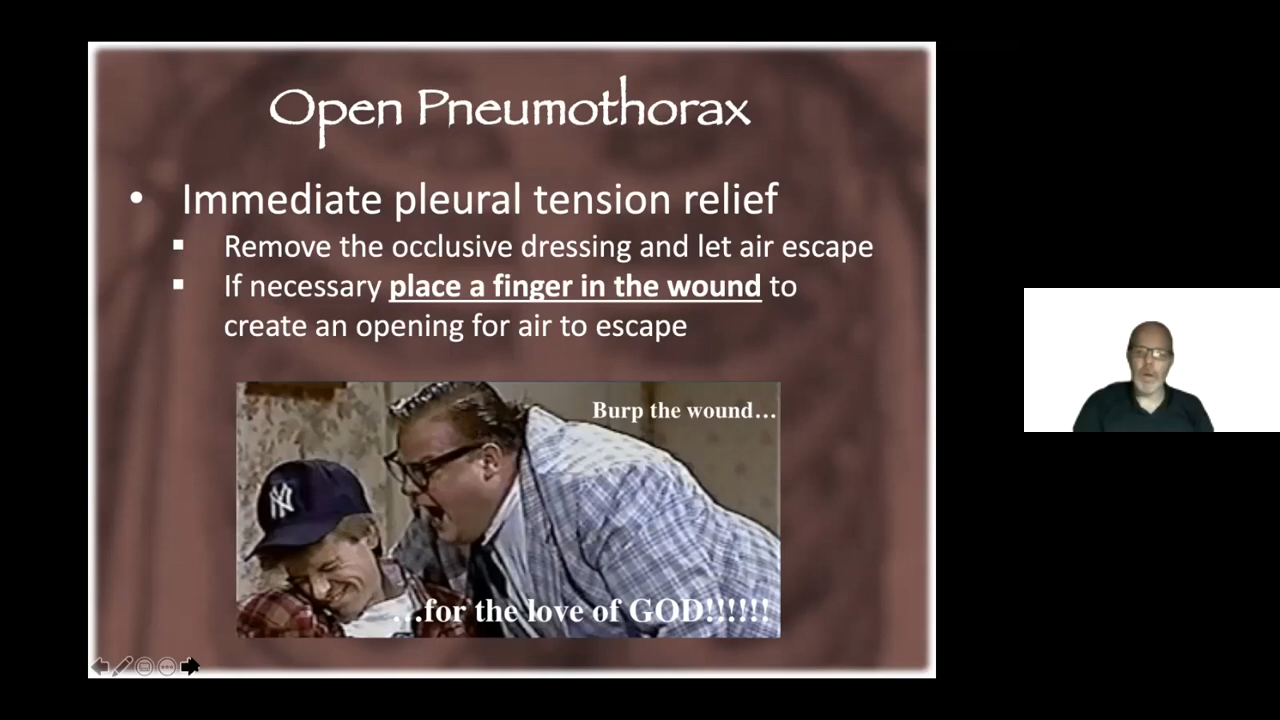 Open Pneumothorax
• Immediate pleural tension relief
▪ Remove the occlusive dressing and let air escape
▪ If necessary place a finger in the wound to
create an opening for air to escape
Burp the wound...
NY
...for the love of GOD!!!!!!